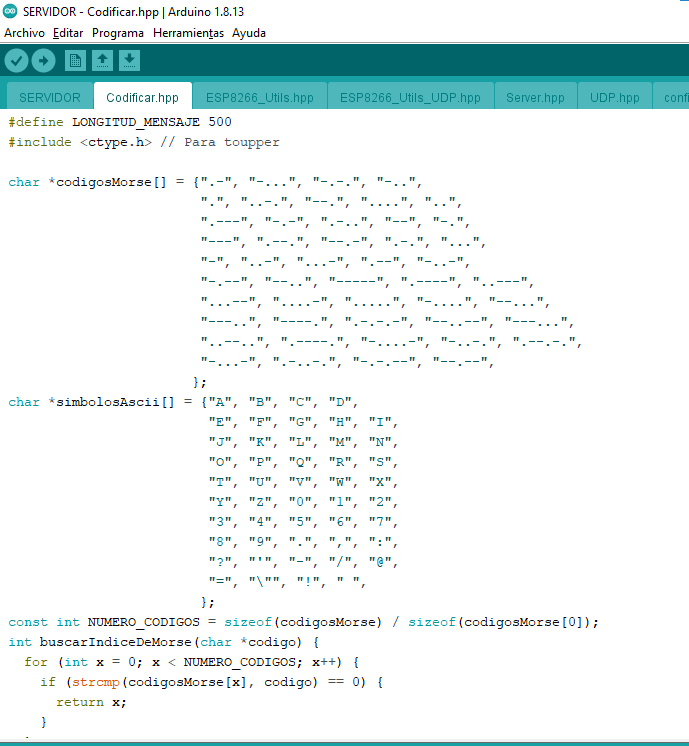 SERVIDOR - Codificar.hpp | Arduino 1.8.13
Archivo Editar Programa Herramientas Ayuda
SERVIDOR Codificar.hpp ESP8266_Utils.hpp ESP8266_Utils_UDP.hpp Server.hpp UDP.hpp confi
#define LONGITUD_MENSAJE 500
#include <ctype.h> // Para toupper
char *codigosMorse[] = {".-", "-...", "-.-.", "-..",
".", "..-.", "--.", "....", "..",
".---", "-.-", ".-..", "--", "-.",
"---", ".--.", "--.-", ".-.", "...",
"-", "..-", "...-", ".--", "-..-",
"-.--", "--..", "-----", ".----", "..---",
"...--", "....-", ".....", "-....", "--...",
"---..", "----.", ".-.-.-", "--..--", "---...",
"..--..", ".----.", "-....-", "-..-.", ".--.-.",
"-...-", ".-..-.", "-.-.--", "--.--",
};
char *simbolosAscii[] = {"A", "B", "C", "D",
"E", "F", "G", "H", "I",
"J", "K", "L", "M", "N",
"O", "P", "Q", "R", "S",
"T", "U", "V", "W", "X",
"Y", "Z", "0", "1", "2",
"3", "4", "5", "6", "7",
"8", "9", ".", ",", ":",
"?", "'", "-", "/", "@",
"=", "\"", "!", " ",
};
const int NUMERO_CODIGOS = sizeof(codigosMorse) / sizeof(codigosMorse[0]);
int buscarIndiceDeMorse(char *codigo) {
for (int x = 0; x < NUMERO_CODIGOS; x++) {
if (strcmp(codigosMorse[x], codigo) == 0) {
return x;
}